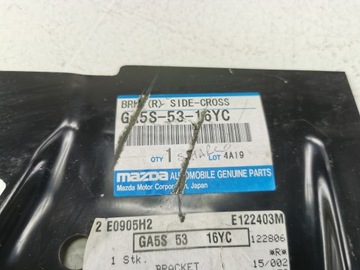 BRKT(R) SIDE-CROSS
GA5S-53-16YC
QTY 1 LOT 4A19
mazda AUTOMOBILE GENUINE PARTS
Mazda Motor Corporation, Japan
2 E0905H2 E122403M
GA5S 53 16YC 122806
1 Stk. *R*
BRACKET 15/002